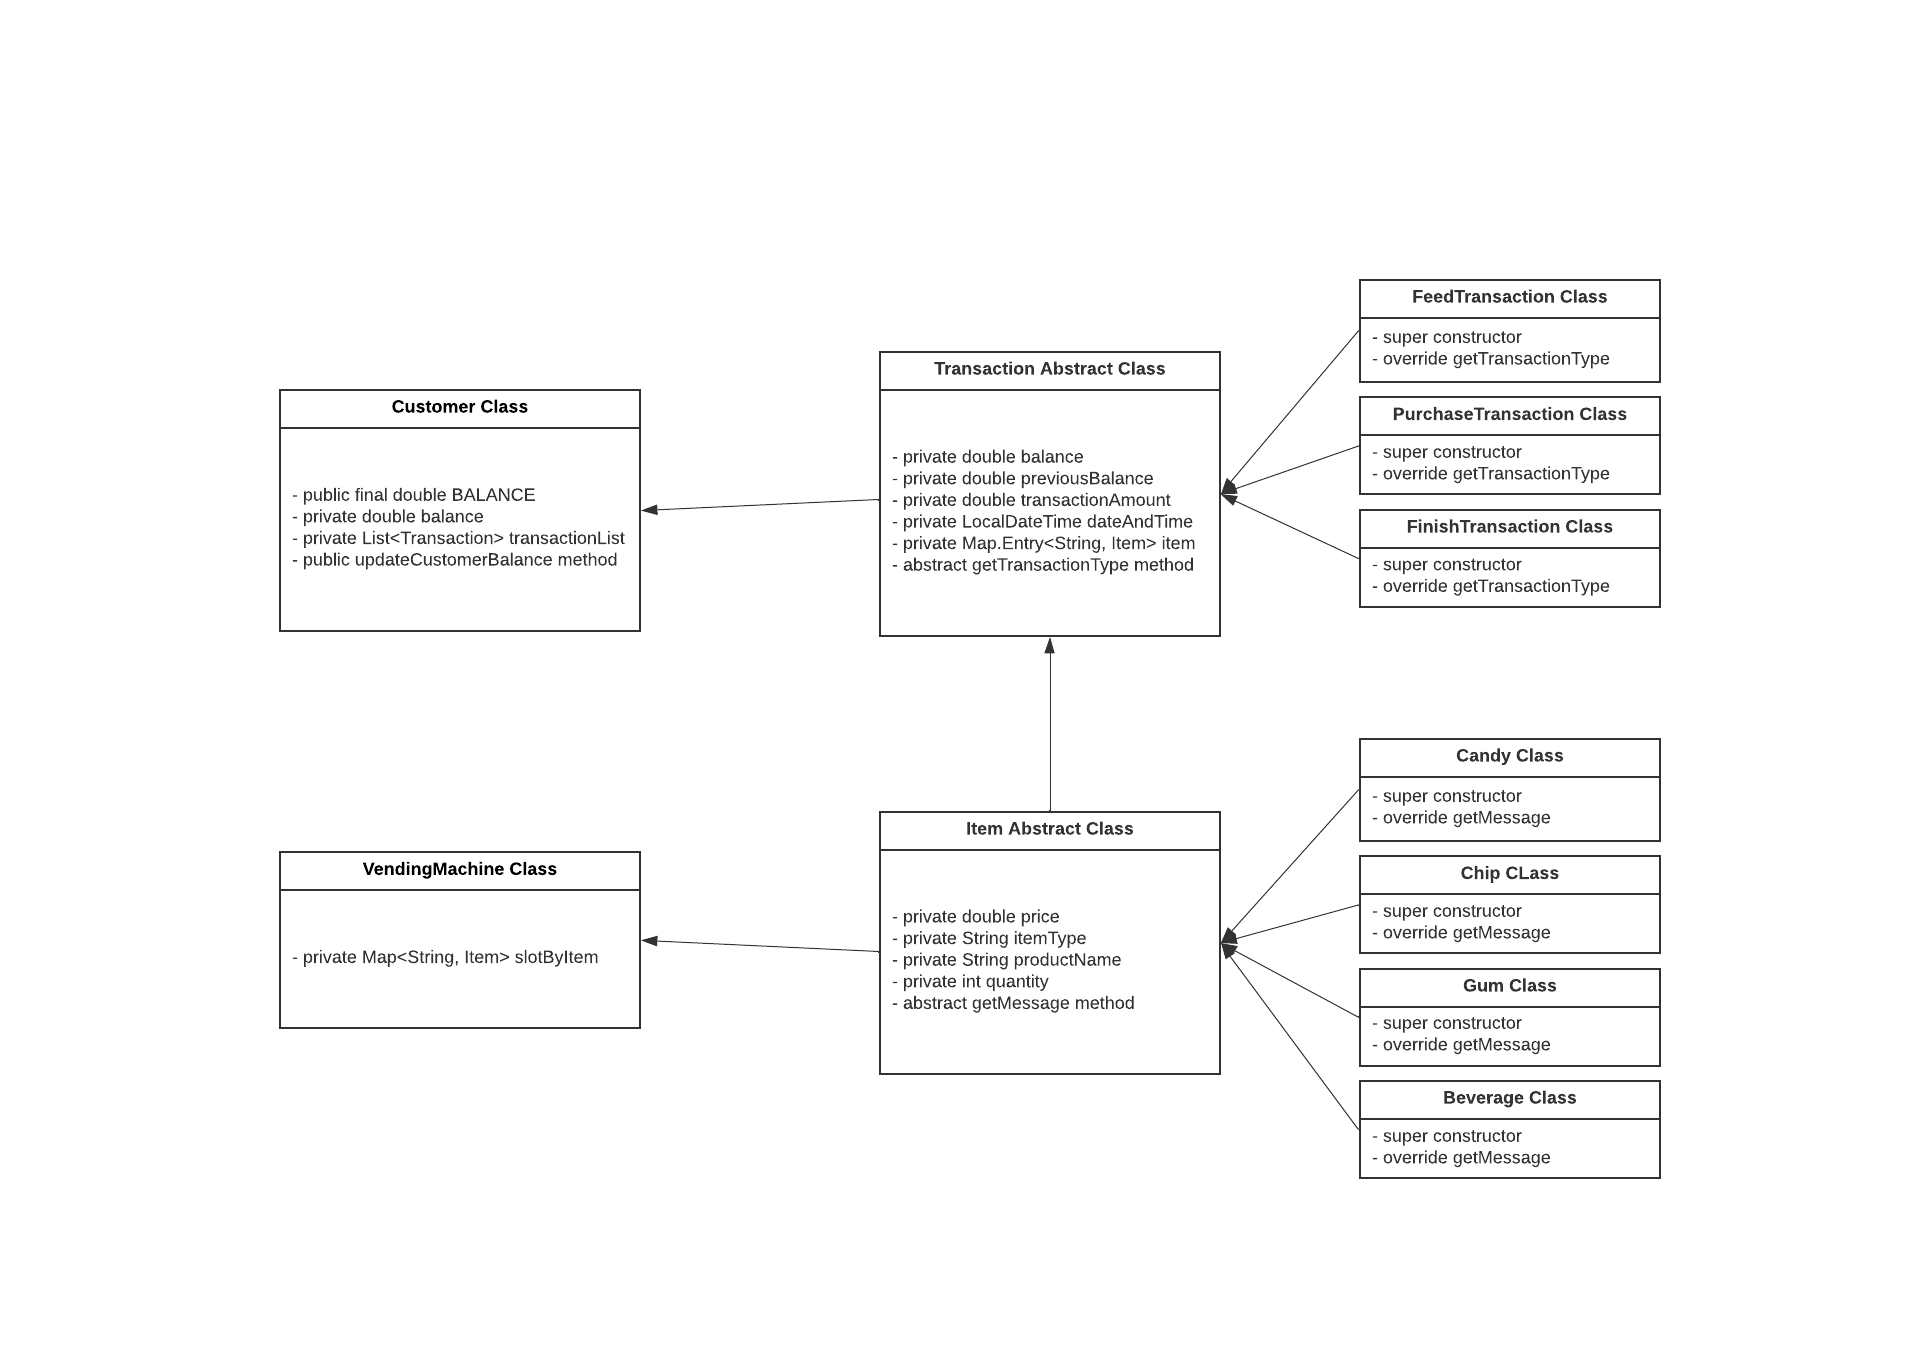 Customer Class
- public final double BALANCE
- private double balance
- private List<Transaction> transactionList
- public updateCustomerBalance method
Transaction Abstract Class
- private double balance
- private double previousBalance
- private double transactionAmount
- private LocalDateTime dateAndTime
- private Map.Entry<String, Item> item
- abstract getTransactionType method
FeedTransaction Class
- super constructor
- override getTransactionType
PurchaseTransaction Class
- super constructor
- override getTransactionType
FinishTransaction Class
- super constructor
- override getTransactionType
VendingMachine Class
- private Map<String, Item> slotByItem
Item Abstract Class
- private double price
- private String itemType
- private String productName
- private int quantity
- abstract getMessage method
Candy Class
- super constructor
- override getMessage
Chip CLass
- super constructor
- override getMessage
Gum Class
- super constructor
- override getMessage
Beverage Class
- super constructor
- override getMessage